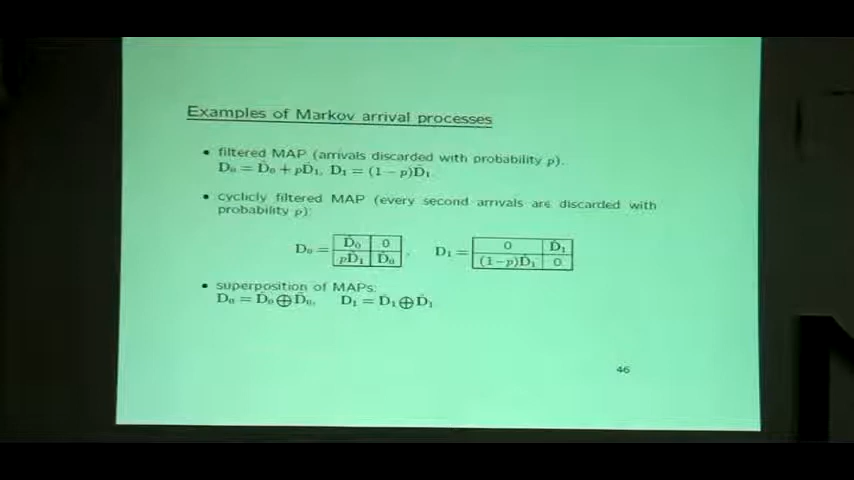 Examples of Markov arrival processes
• filtered MAP (arrivals discarded with probability p).
D₀ = D̂₀ + pD̂₁, D₁ = (1 − p)D̂₁.
• cyclicly filtered MAP (every second arrivals are discarded with
probability p):
D₀ = D̂₀ 0 pD̂₁ D̂₀ , D₁ = 0 D̂₁ (1−p)D̂₁ 0
• superposition of MAPs:
D₀ = D̂₀⊕D̃₀, D₁ = D̂₁⊕D̃₁
46